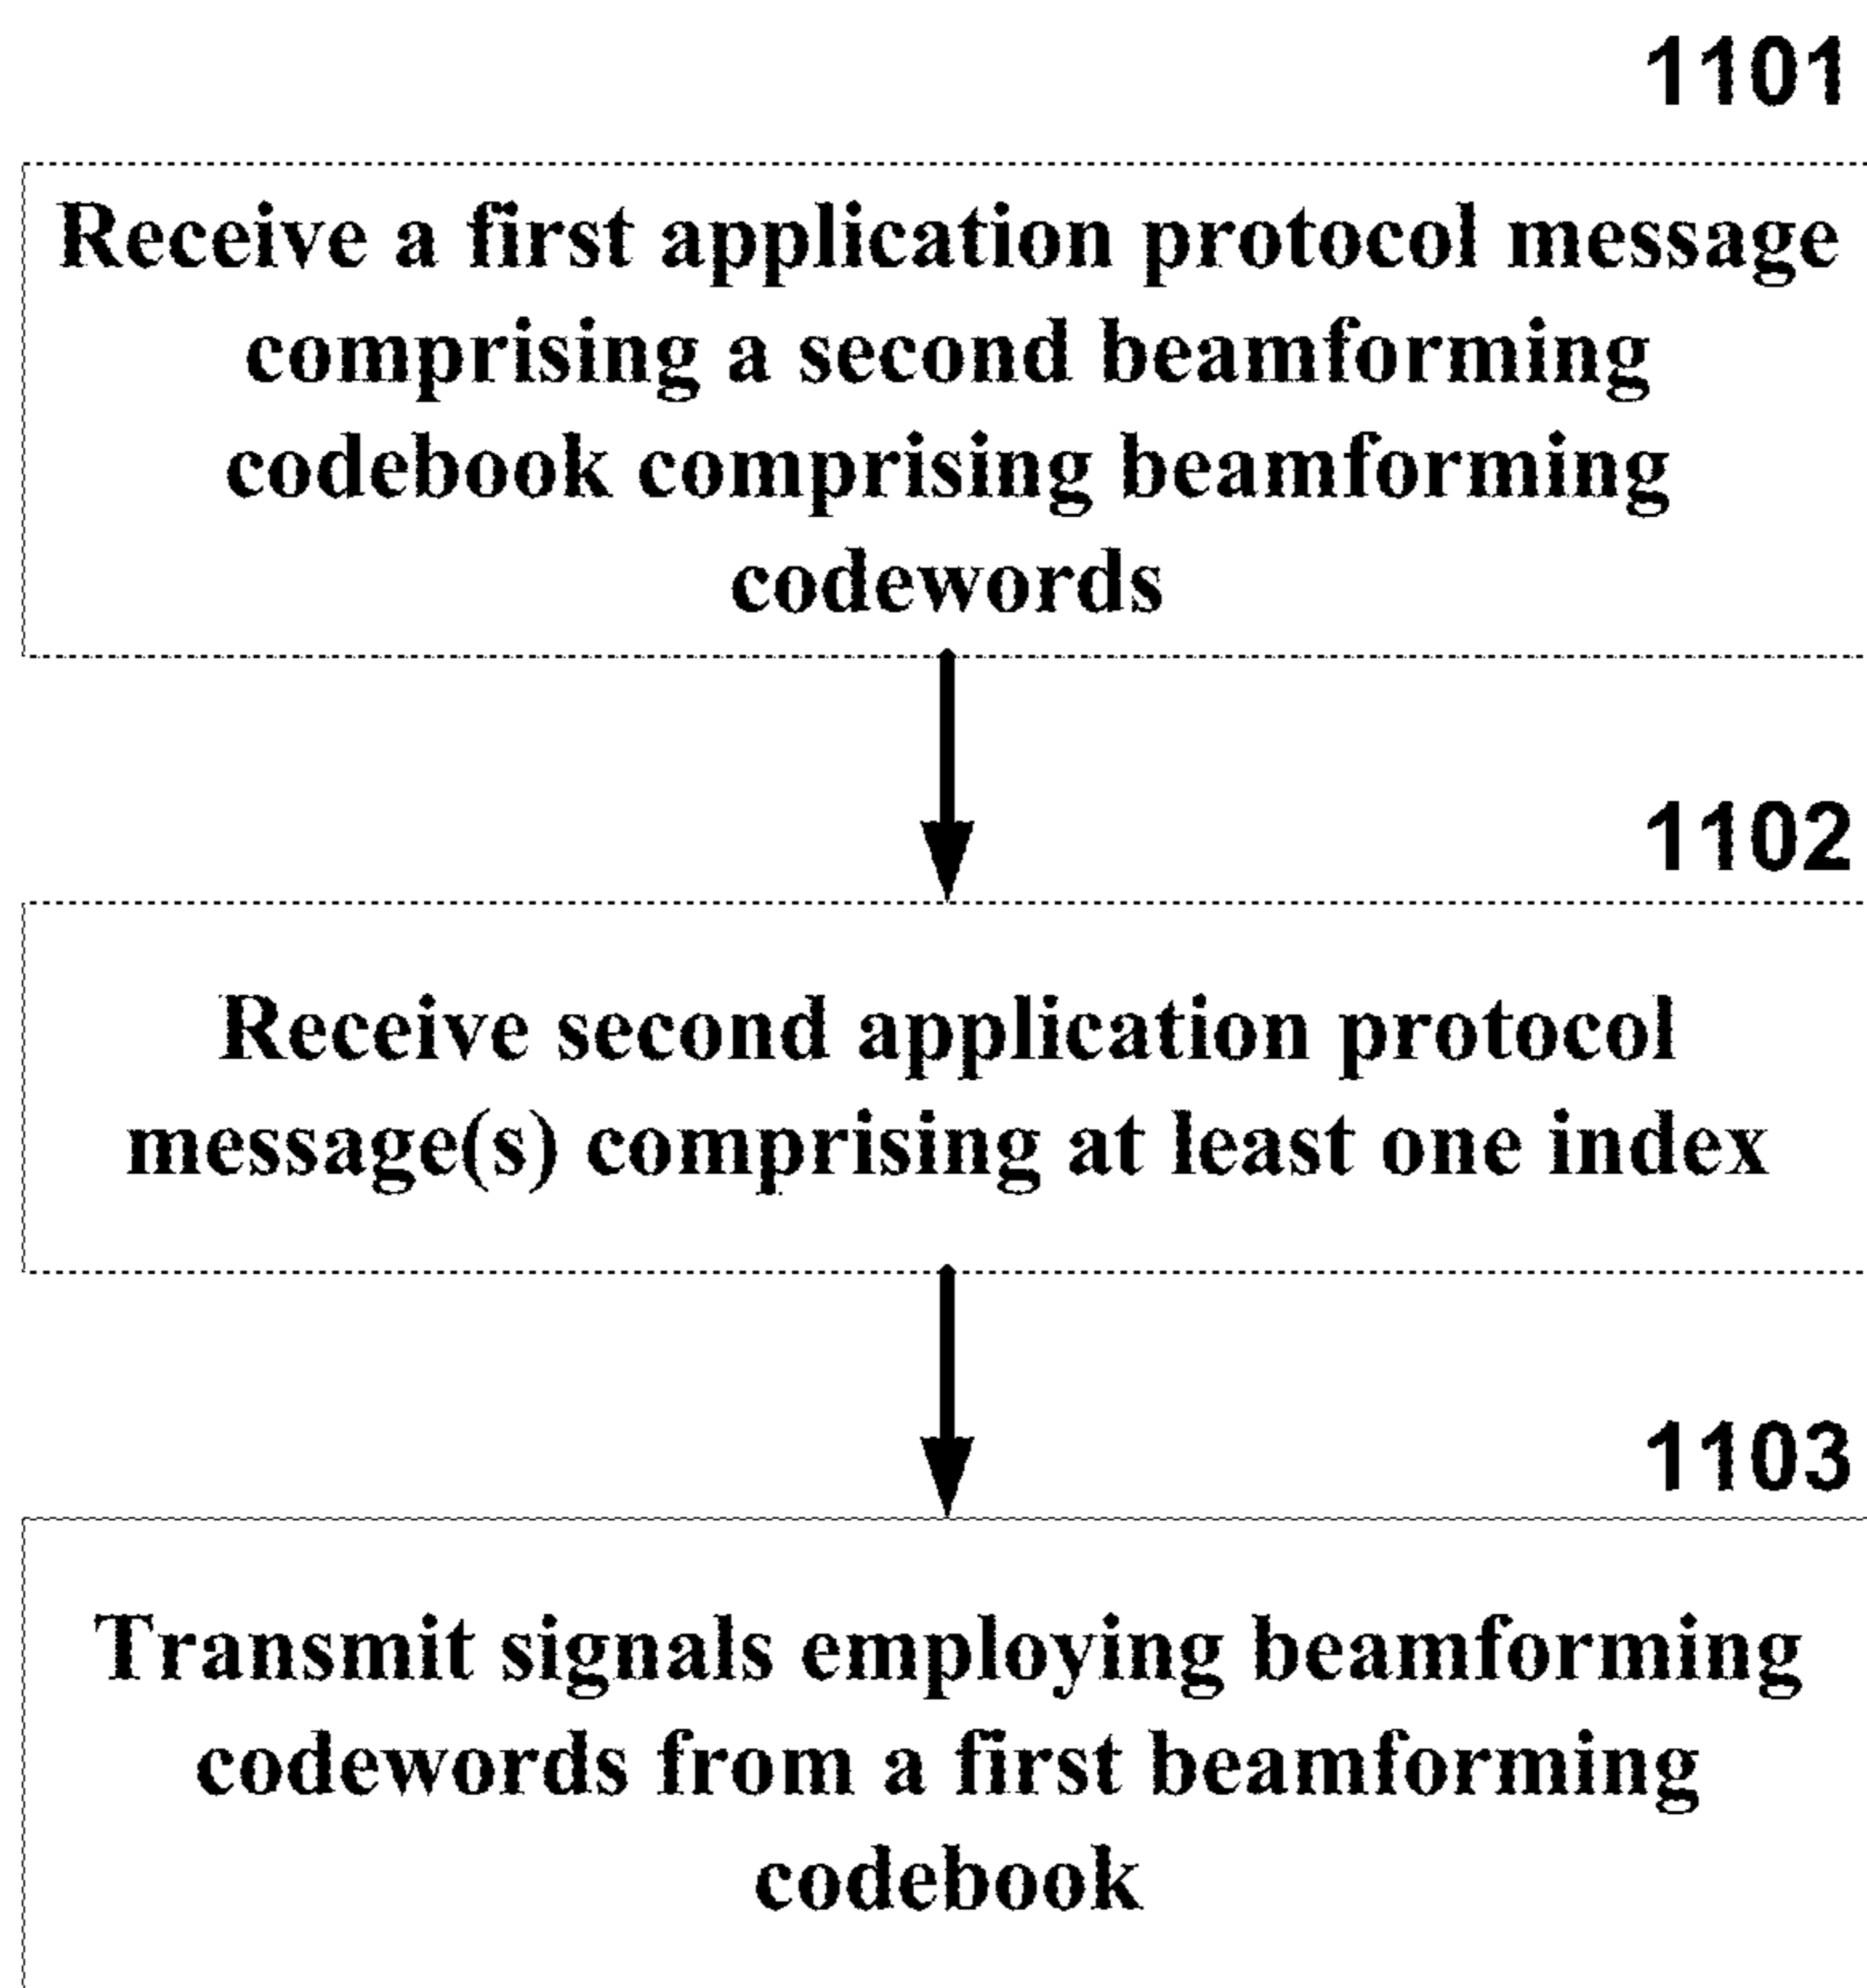 1101
Receive a first application protocol message
comprising a second beamforming
codebook comprising beamforming
codewords
1102
Receive second application protocol
message(s) comprising at least one index
1103
Transmit signals employing beamforming
codewords from a first beamforming
codebook